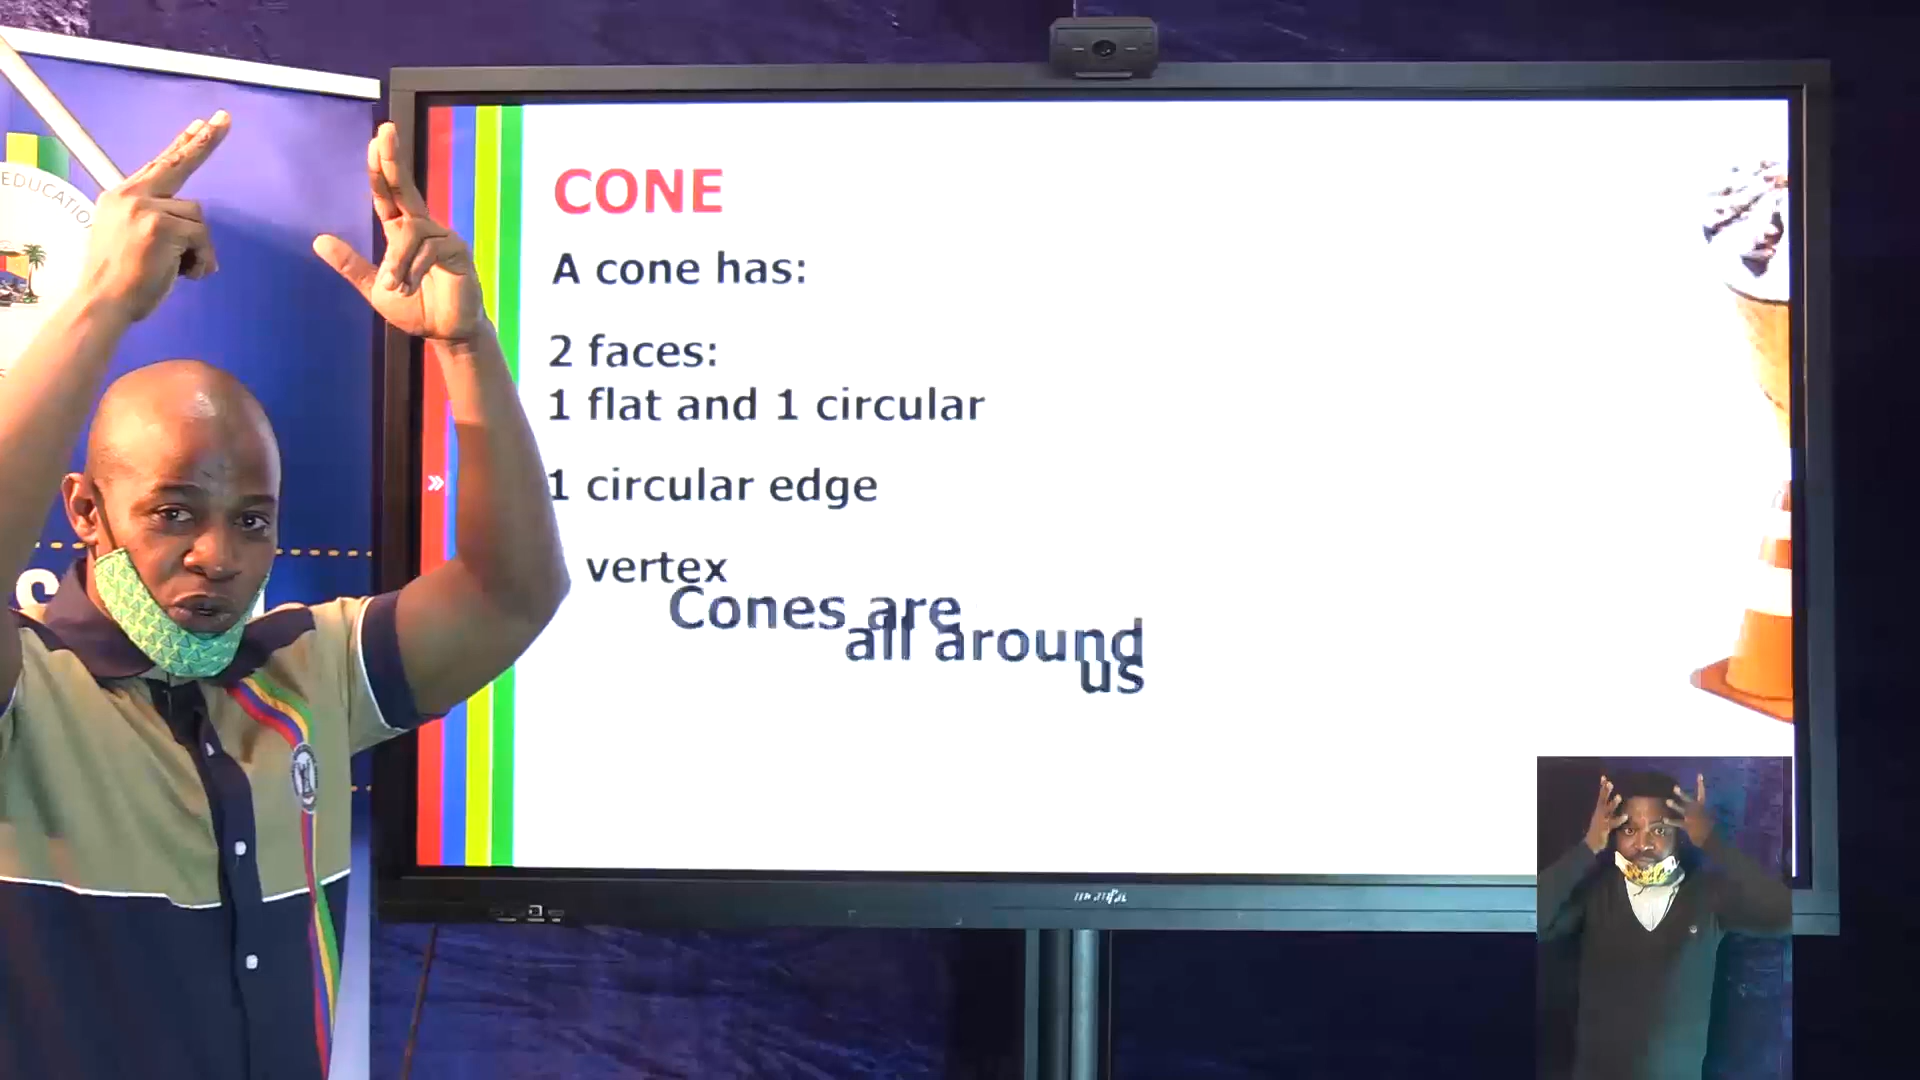 EDUCATIO
CONE
A cone has:
2 faces:
1 flat and 1 circular
»
1 circular edge
vertex
Cones are
all around
us